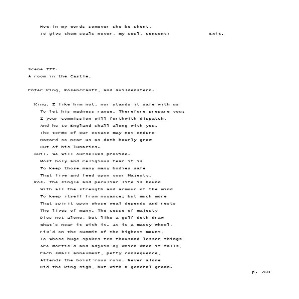 How in my words soever she be shent,
To give them seals never, my soul, consent! Exit.
Scene III.
A room in the Castle.
Enter King, Rosencrantz, and Guildenstern.
King. I like him not, nor stands it safe with us
To let his madness range. Therefore prepare you;
I your commission will forthwith dispatch,
And he to England shall along with you.
The terms of our estate may not endure
Hazard so near us as doth hourly grow
Out of his lunacies.
Guil. We will ourselves provide.
Most holy and religious fear it is
To keep those many many bodies safe
That live and feed upon your Majesty.
Ros. The single and peculiar life is bound
With all the strength and armour of the mind
To keep itself from noyance; but much more
That spirit upon whose weal depends and rests
The lives of many. The cesse of majesty
Dies not alone, but like a gulf doth draw
What's near it with it. It is a massy wheel,
Fix'd on the summit of the highest mount,
To whose huge spokes ten thousand lesser things
Are mortis'd and adjoin'd; which when it falls,
Each small annexment, petty consequence,
Attends the boist'rous ruin. Never alone
Did the king sigh, but with a general groan.